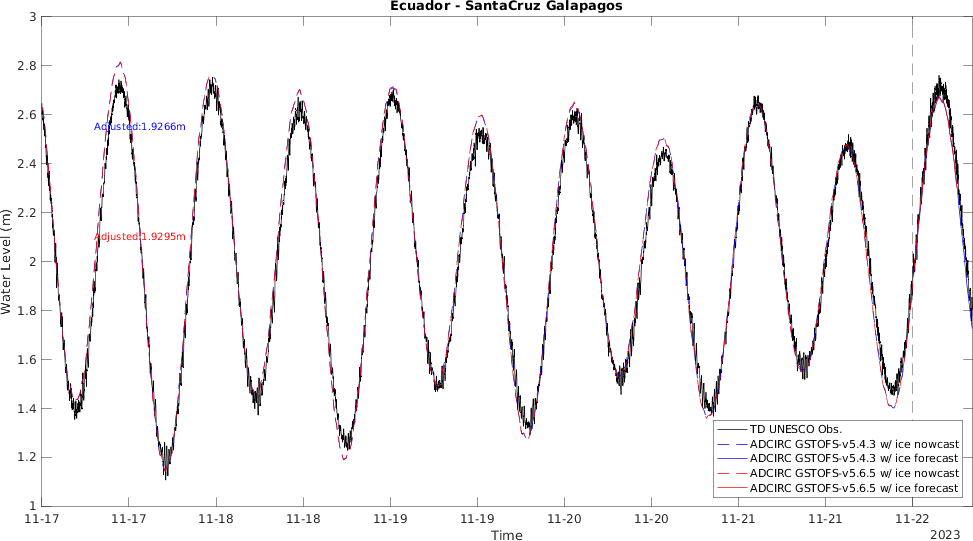 Ecuador - SantaCruz Galapagos
3
2.8
2.6
2.4
2.2
2
1.8
1.6
1.4
1.2
1
Water Level (m)
Adjusted:1.9266m
Adjusted:1.9295m
TD UNESCO Obs.
ADCIRC GSTOFS-v5.4.3 w/ ice nowcast
ADCIRC GSTOFS-v5.4.3 w/ ice forecast
ADCIRC GSTOFS-v5.6.5 w/ ice nowcast
ADCIRC GSTOFS-v5.6.5 w/ ice forecast
11-17 11-17 11-18 11-18 11-19 11-19 11-20 11-20 11-21 11-21 11-22
Time
2023